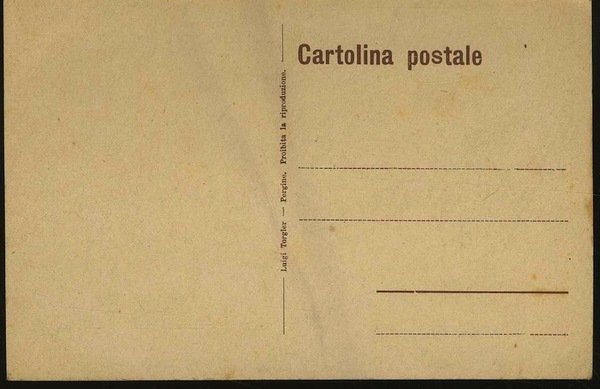 Cartolina postale
Luigi Torgler — Pergine. Proibita la riproduzione.